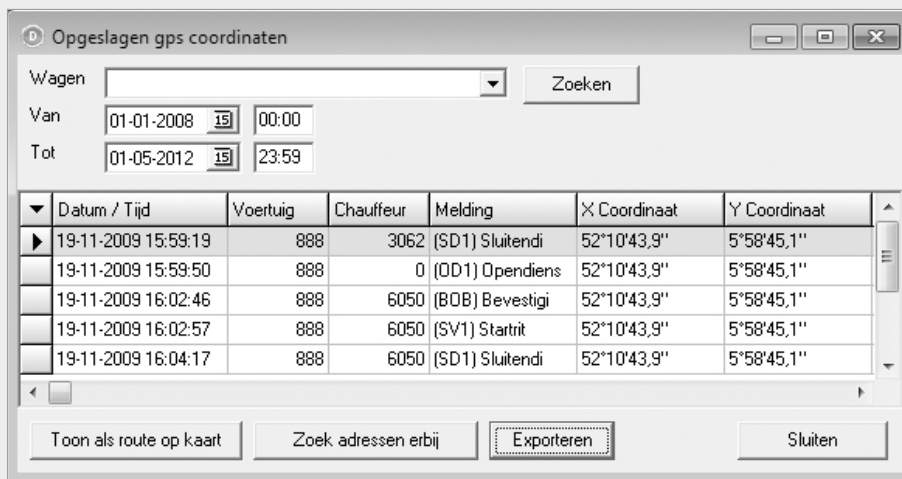 Opgeslagen gps coordinaten
Wagen
Zoeken
Van 01-01-2008 15 00:00
Tot 01-05-2012 15 23:59
Datum / Tijd Voertuig Chauffeur Melding X Coordinaat Y Coordinaat
19-11-2009 15:59:19 888 3062 (SD1) Sluitendi 52°10'43,9'' 5°58'45,1''
19-11-2009 15:59:50 888 0 (OD1) Opendiens 52°10'43,9'' 5°58'45,1''
19-11-2009 16:02:46 888 6050 (BOB) Bevestigi 52°10'43,9'' 5°58'45,1''
19-11-2009 16:02:57 888 6050 (SV1) Startrit 52°10'43,9'' 5°58'45,1''
19-11-2009 16:04:17 888 6050 (SD1) Sluitendi 52°10'43,9'' 5°58'45,1''
Toon als route op kaart Zoek adressen erbij Exporteren Sluiten